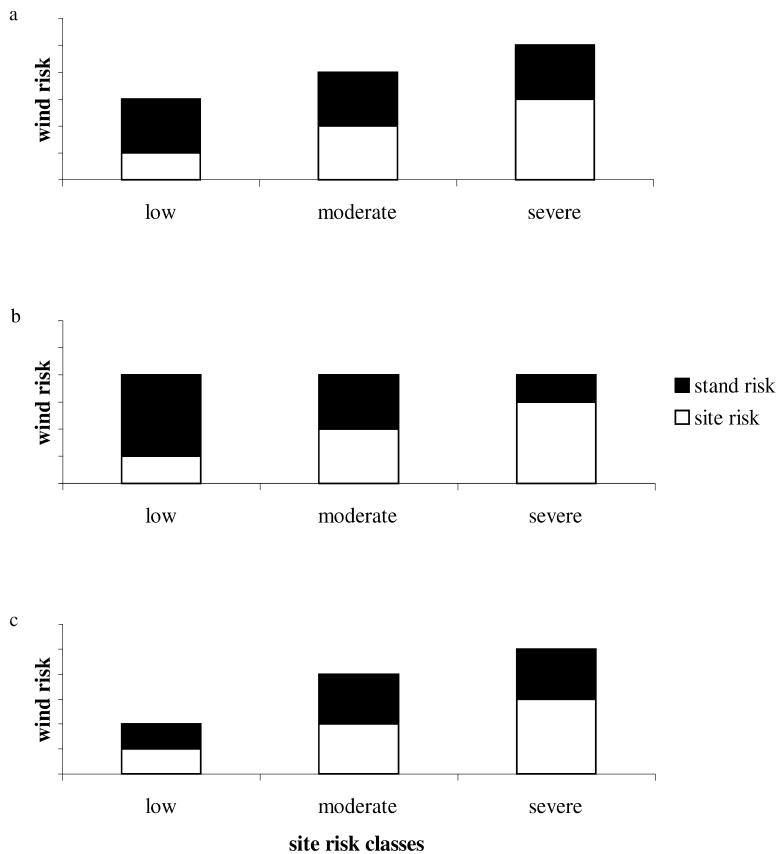 a
wind risk
low moderate severe
b
wind risk
stand risk
site risk
low moderate severe
c
wind risk
low moderate severe
site risk classes